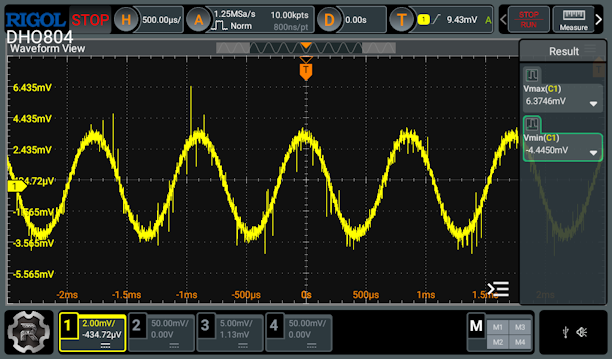 RIGOL STOP H 500.00μs/ A 1.25MSa/s Norm 10.00kpts 800ns/pt D 0.00s T 1 9.43mV A STOP RUN Measure
DHO804
Waveform View
Result
T
6.435mV
4.435mV
2.435mV
434.72μV
-1.565mV
-3.565mV
-5.565mV
1
-2ms -1.5ms -1ms -500μs 0s 500μs 1ms 1.5ms 2ms
Vmax(C1)
6.3746mV
Vmin(C1)
-4.4450mV
1 2.00mV/ -434.72μV
2 50.00mV/ 0.00V
3 5.00mV/ 1.13mV
4 50.00mV/ 0.00V
M M1 M2 M3 M4